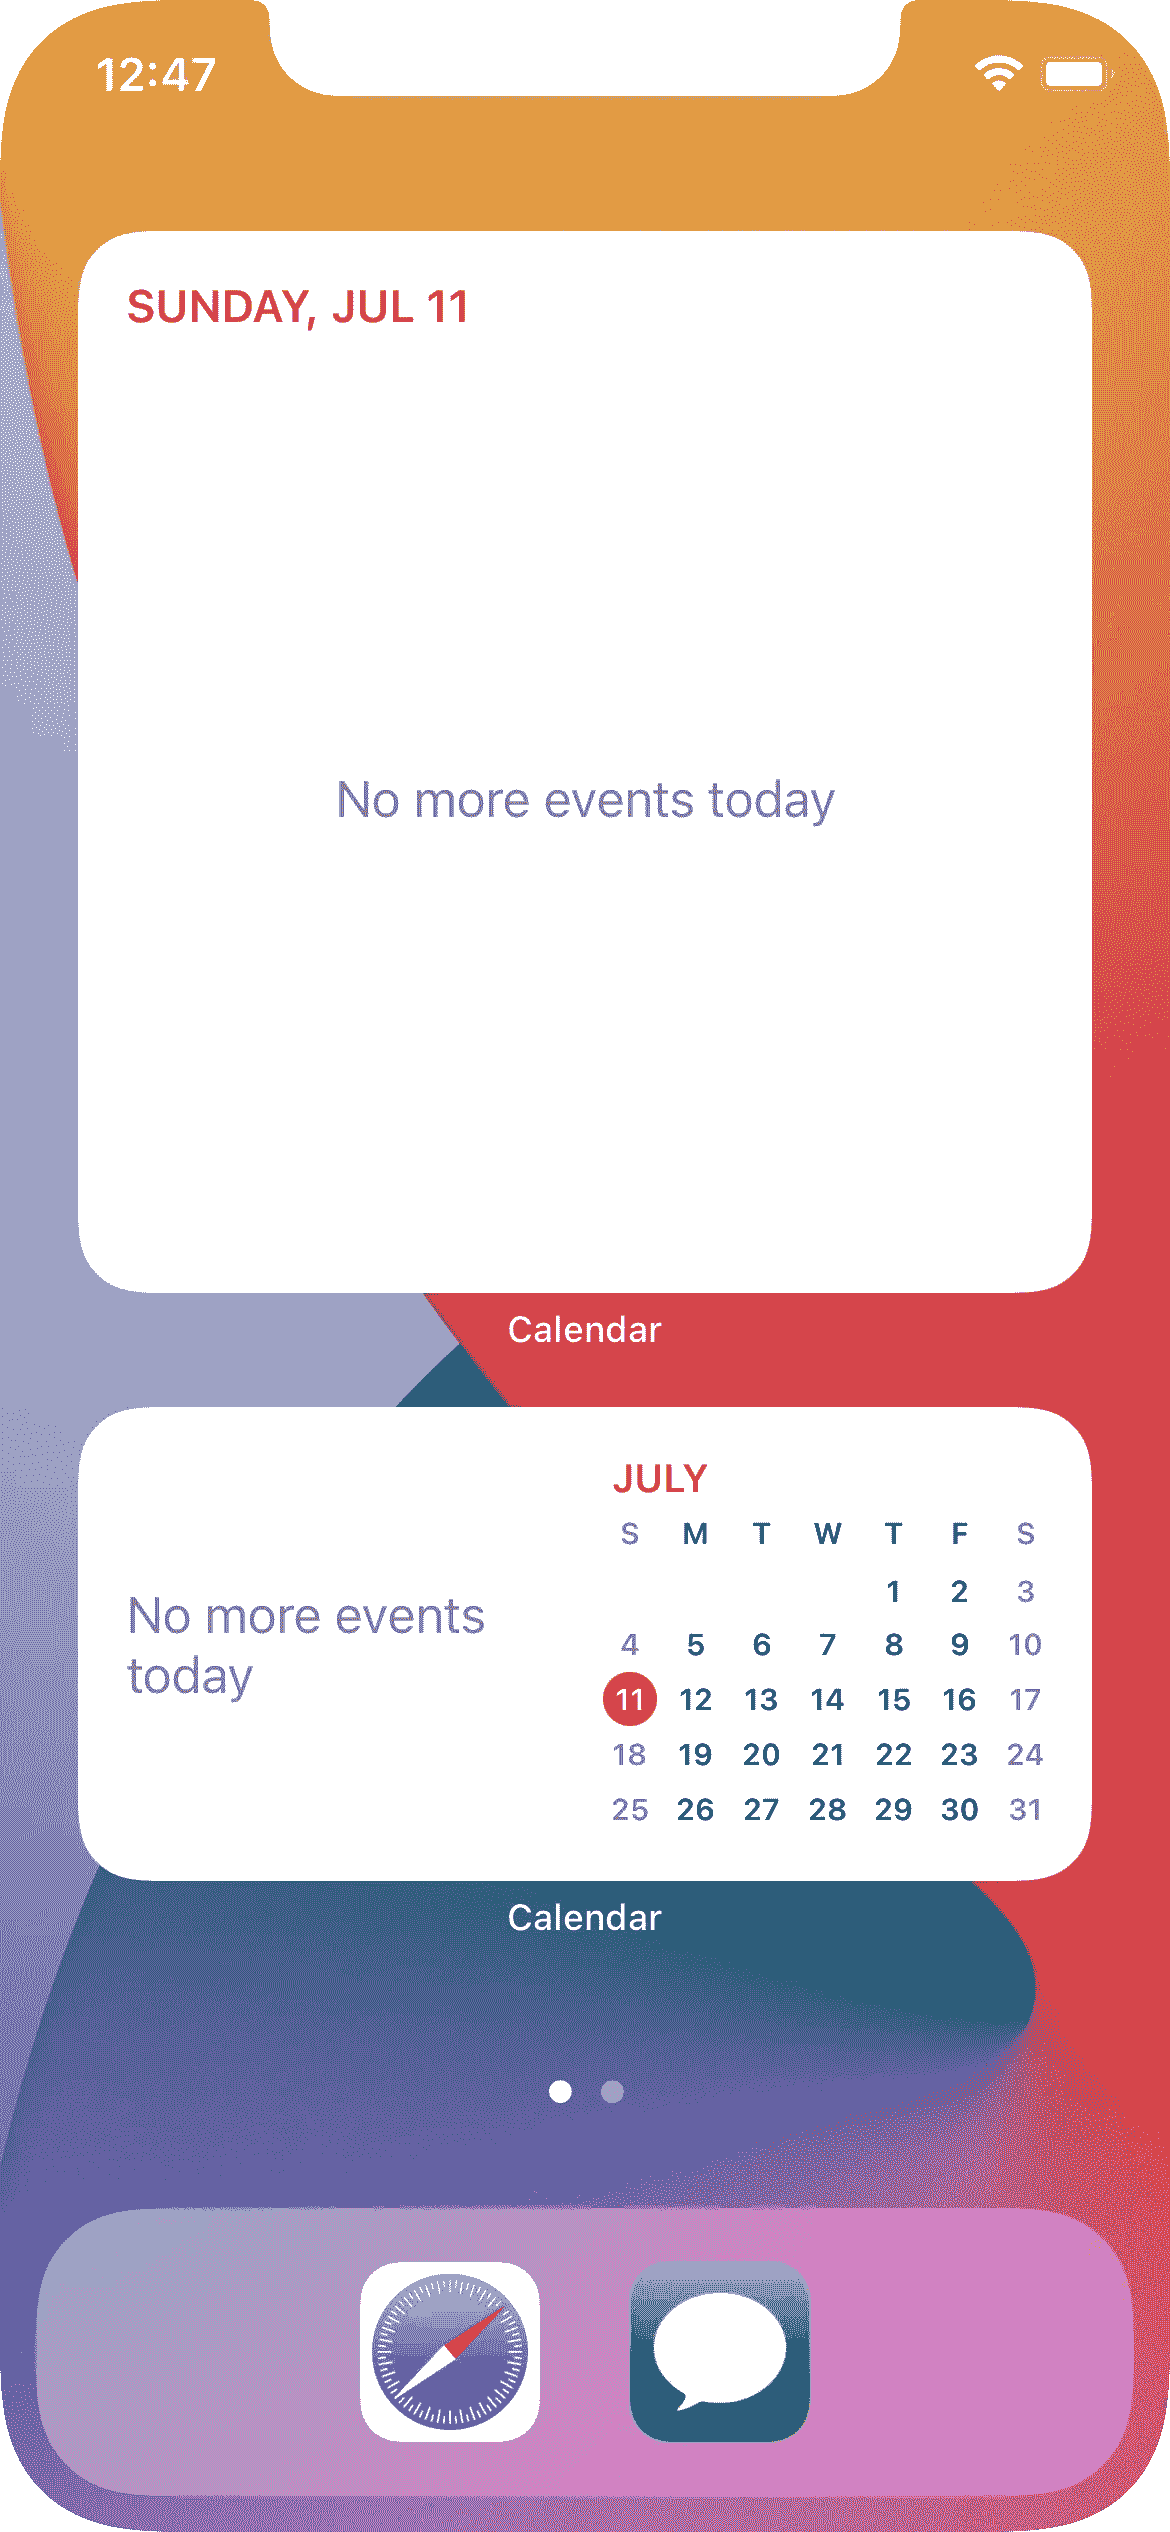 12:47
SUNDAY, JUL 11
No more events today
Calendar
No more events
today
JULY
S M T W T F S
1 2 3
4 5 6 7 8 9 10
11 12 13 14 15 16 17
18 19 20 21 22 23 24
25 26 27 28 29 30 31
Calendar